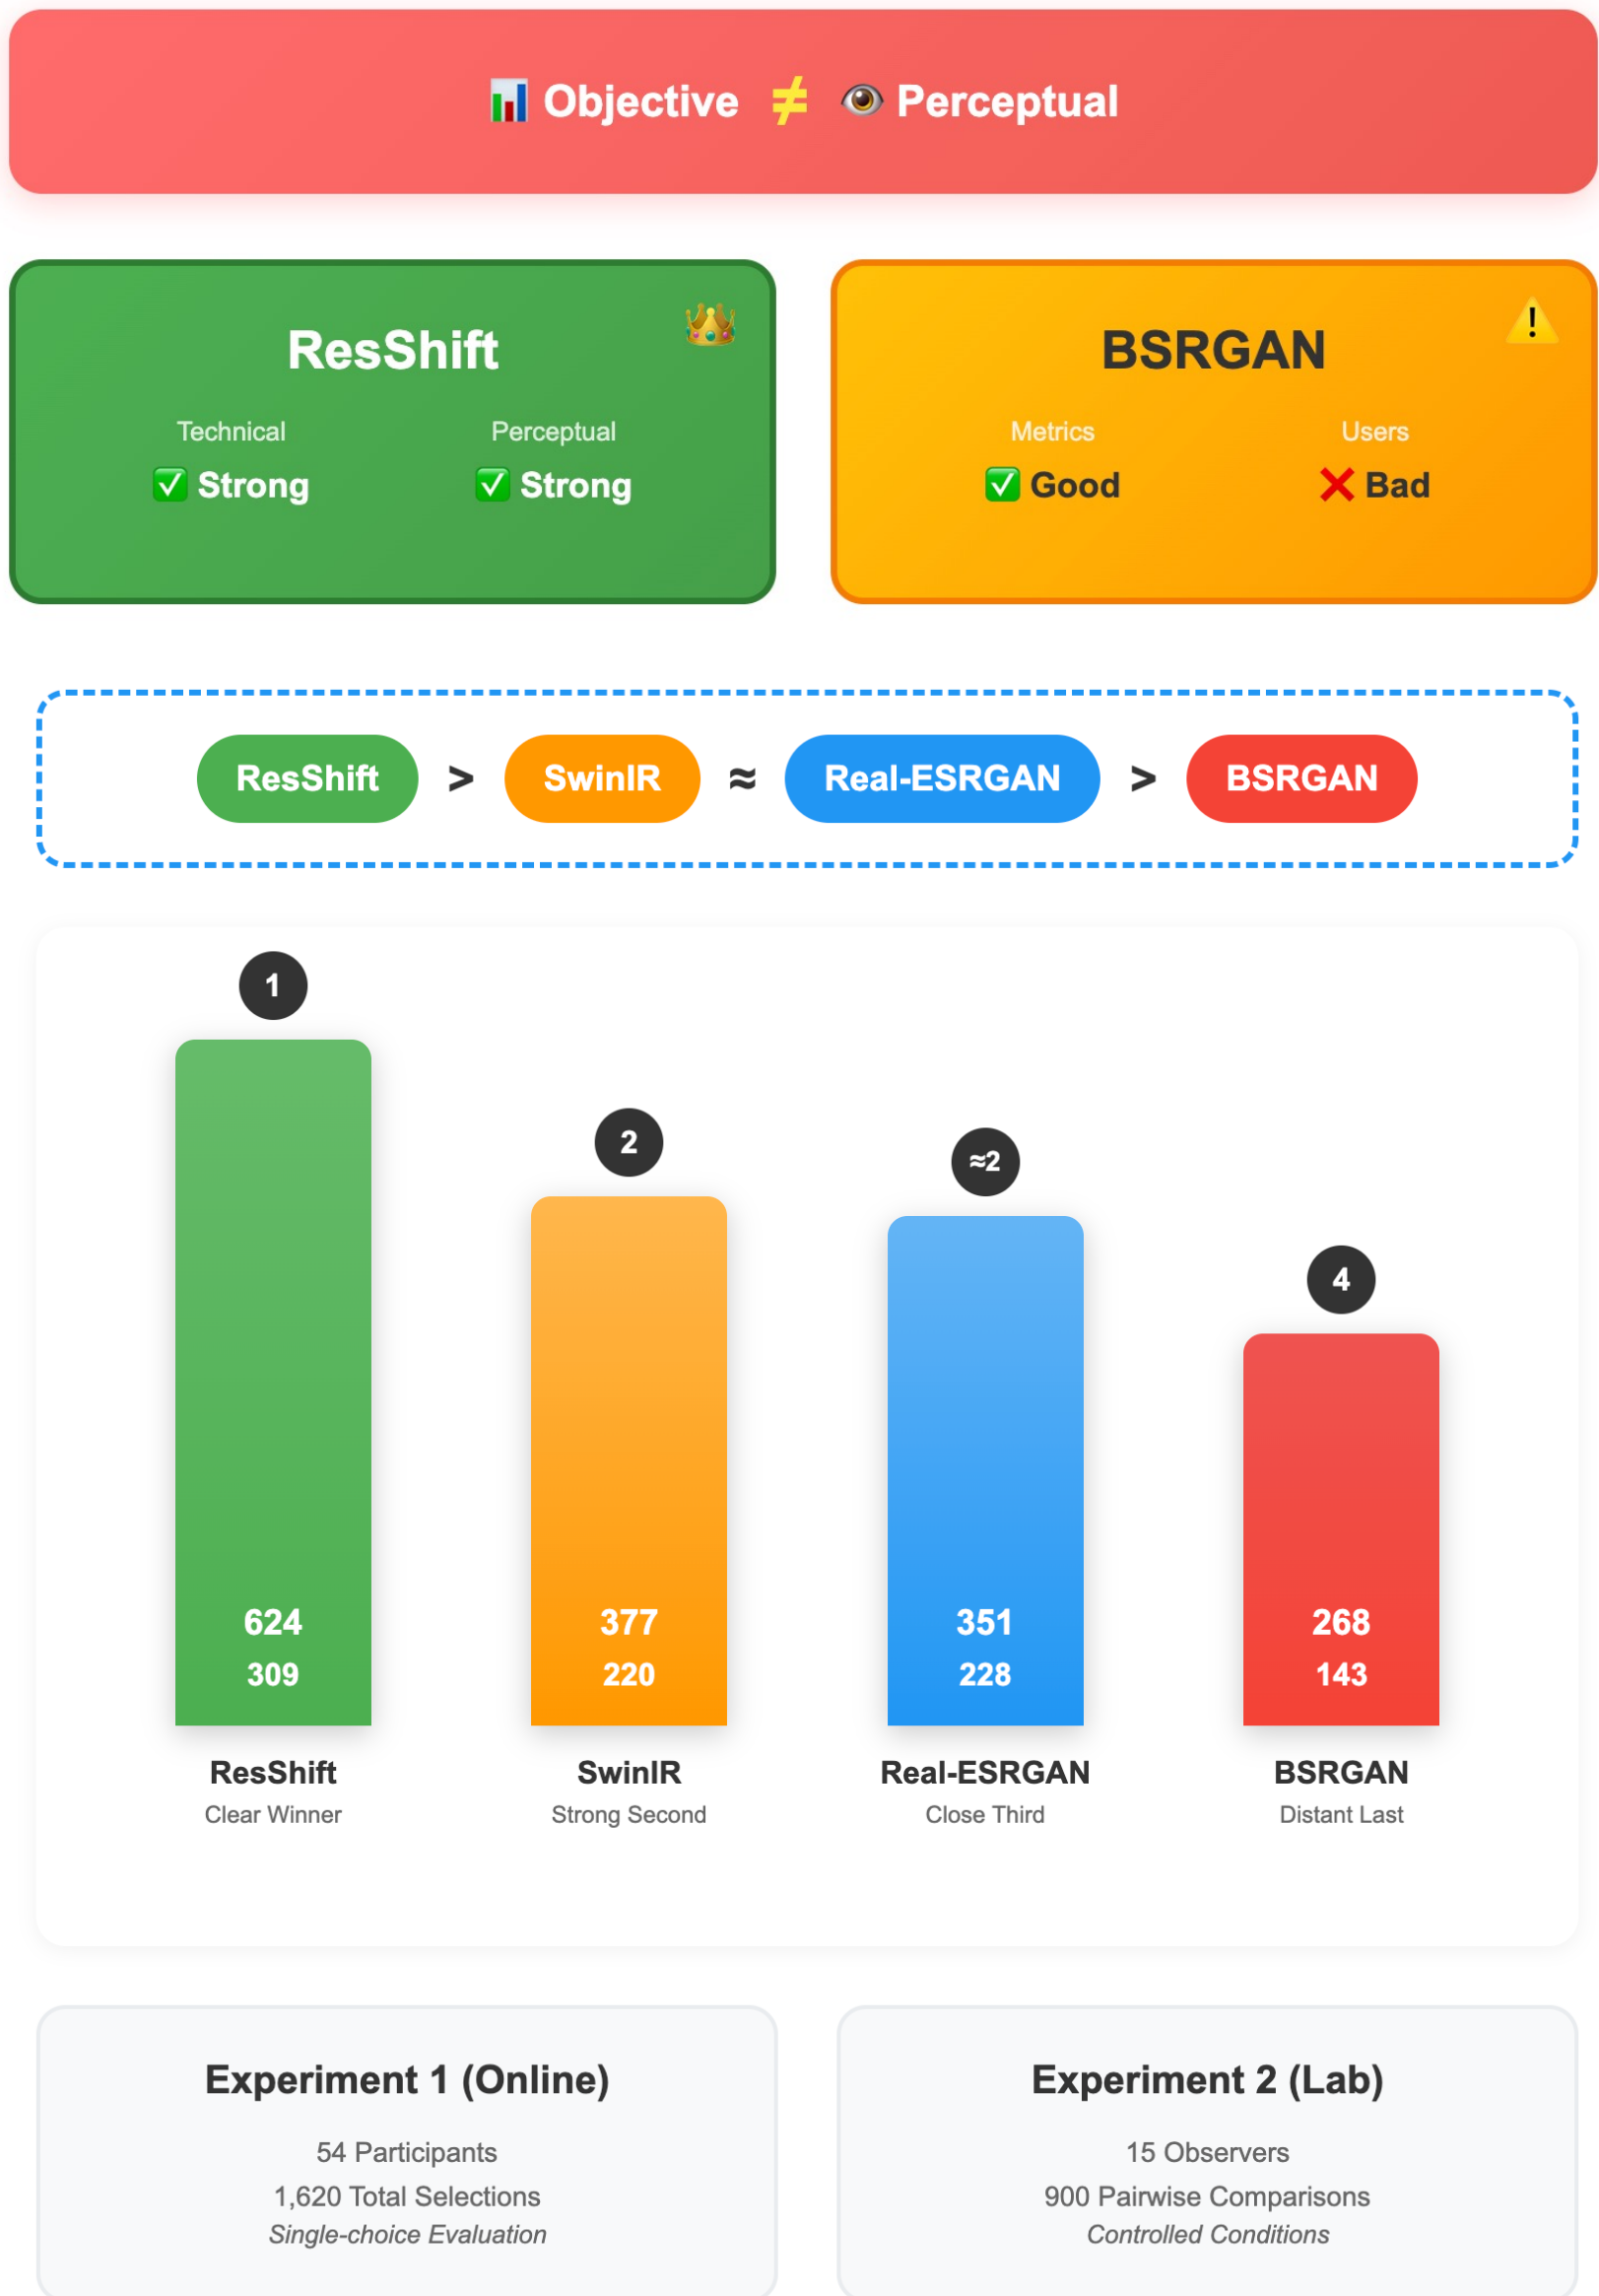 📊 Objective ≠ 👁️ Perceptual
ResShift
Technical
Perceptual
✅ Strong
✅ Strong
BSRGAN
Metrics
Users
✅ Good
❌ Bad
ResShift > SwinIR ≈ Real-ESRGAN > BSRGAN
1
624
309
ResShift
Clear Winner
2
377
220
SwinIR
Strong Second
≈2
351
228
Real-ESRGAN
Close Third
4
268
143
BSRGAN
Distant Last
Experiment 1 (Online)
54 Participants
1,620 Total Selections
Single-choice Evaluation
Experiment 2 (Lab)
15 Observers
900 Pairwise Comparisons
Controlled Conditions